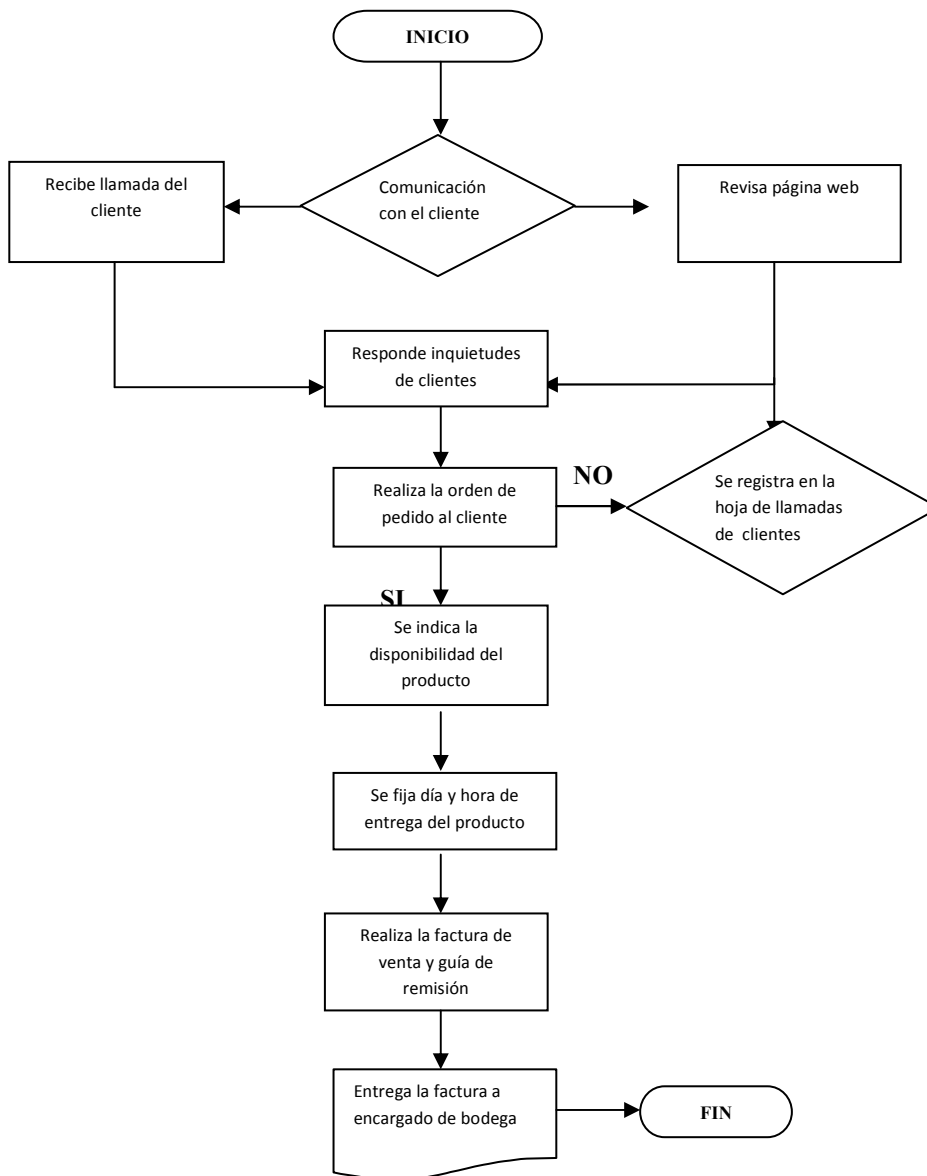 INICIO
Recibe llamada del
cliente
Comunicación
con el cliente
Revisa página web
Responde inquietudes
de clientes
Realiza la orden de
pedido al cliente
NO
Se registra en la
hoja de llamadas
de clientes
SI
Se indica la
disponibilidad del
producto
Se fija día y hora de
entrega del producto
Realiza la factura de
venta y guía de
remisión
Entrega la factura a
encargado de bodega
FIN